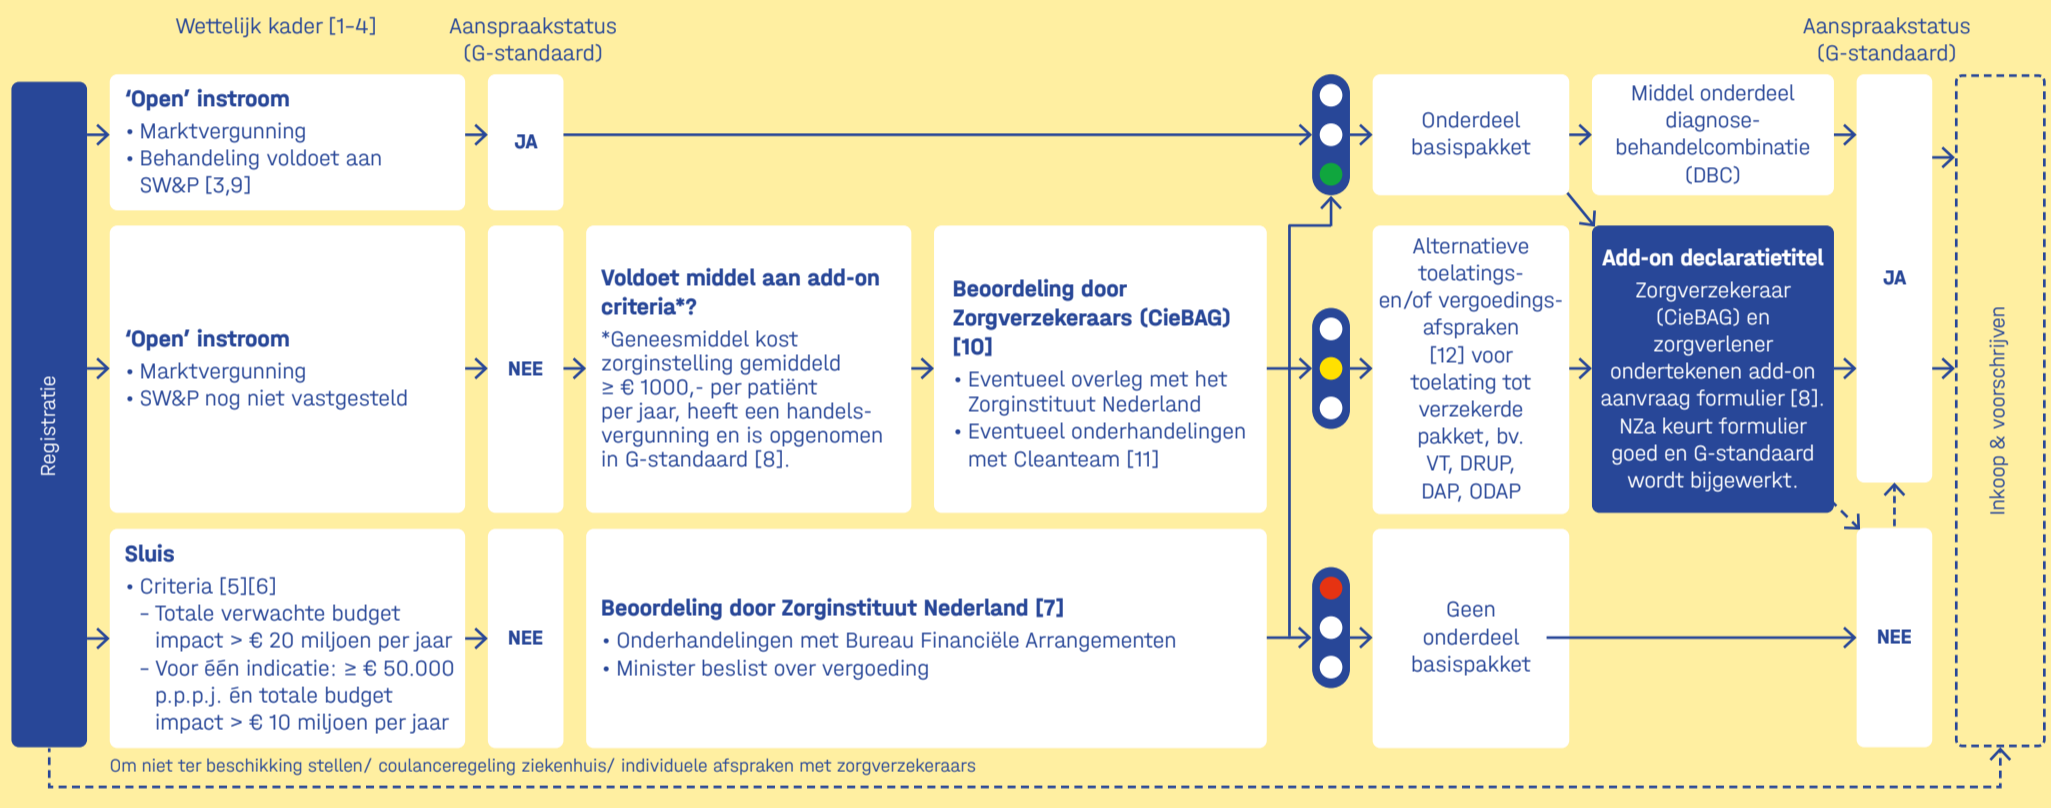 Wettelijk kader [1-4]
Aanspraakstatus
(G-standaard)
Aanspraakstatus
(G-standaard)
Registratie
‘Open’ instroom
• Marktvergunning
• Behandeling voldoet aan
SW&P [3,9]
JA
Onderdeel
basispakket
Middel onderdeel
diagnose-
behandelcombinatie
(DBC)
‘Open’ instroom
• Marktvergunning
• SW&P nog niet vastgesteld
NEE
Voldoet middel aan add-on
criteria*?
*Geneesmiddel kost
zorginstelling gemiddeld
≥ € 1000,- per patiënt
per jaar, heeft een handels-
vergunning en is opgenomen
in G-standaard [8].
Beoordeling door
Zorgverzekeraars (CieBAG)
[10]
• Eventueel overleg met het
Zorginstituut Nederland
• Eventueel onderhandelingen
met Cleanteam [11]
Alternatieve
toelatings-
en/of vergoedings-
afspraken
[12] voor
toelating tot
verzekerde
pakket, bv.
VT, DRUP,
DAP, ODAP
Add-on declaratietitel
Zorgverzekeraar
(CieBAG) en
zorgverlener
ondertekenen add-on
aanvraag formulier [8].
NZa keurt formulier
goed en G-standaard
wordt bijgewerkt.
JA
Inkoop & voorschrijven
Sluis
• Criteria [5][6]
– Totale verwachte budget
impact > € 20 miljoen per jaar
– Voor één indicatie: ≥ € 50.000
p.p.p.j. én totale budget
impact > € 10 miljoen per jaar
NEE
Beoordeling door Zorginstituut Nederland [7]
• Onderhandelingen met Bureau Financiële Arrangementen
• Minister beslist over vergoeding
Geen
onderdeel
basispakket
NEE
Om niet ter beschikking stellen/ coulanceregeling ziekenhuis/ individuele afspraken met zorgverzekeraars